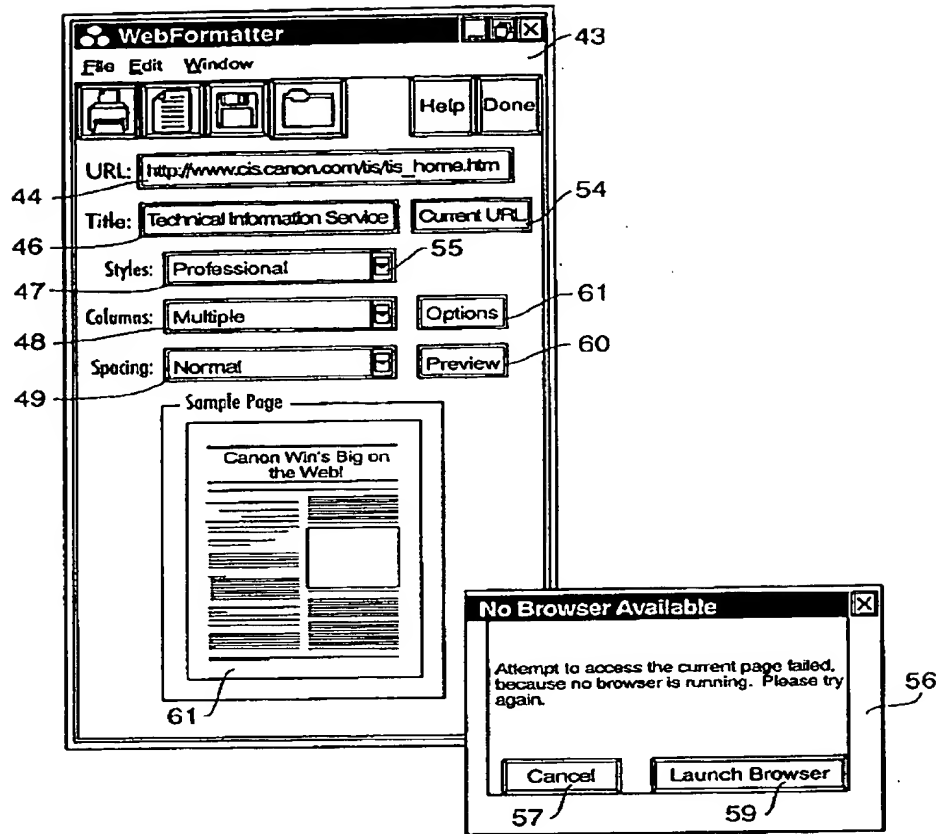 WebFormatter
43
File Edit Window
Help Done
URL: http://www.cis.canon.com/tis/tis_home.htm
44
54
Title: Technical Information Service Current URL
46
55
Styles: Professional
47
61
Columns: Multiple Options
48
60
Spacing: Normal Preview
49
Sample Page
Canon Win's Big on
the Web!
61
No Browser Available
Attempt to access the current page failed,
because no browser is running. Please try
again.
56
Cancel Launch Browser
57 59